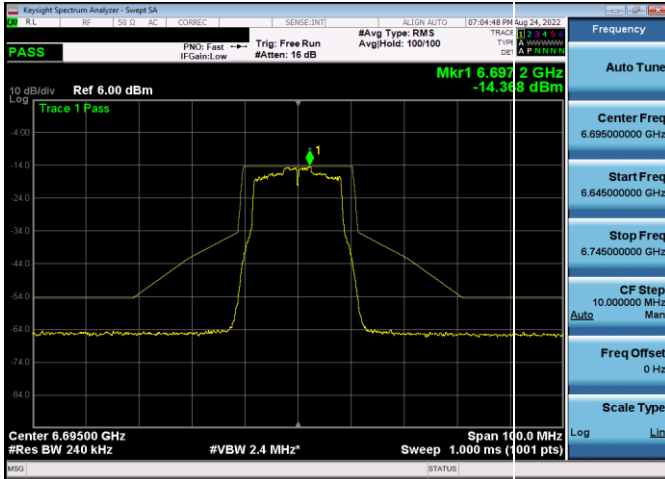 Keysight Spectrum Analyzer - Swept SA
RL RF 50 Ω AC CORREC SENSE:INT ALIGN AUTO 07:04:48 PM Aug 24, 2022
PASS
PNO: Fast
IFGain:Low
Trig: Free Run
#Atten: 16 dB
#Avg Type: RMS
Avg|Hold: 100/100
TRACE 1 2 3 4 5 6
TYPE A WWWWW
DET A P N N N N
Mkr1 6.697 2 GHz
-14.368 dBm
10 dB/div Ref 6.00 dBm
Log
Trace 1 Pass
1
-4.00
-14.0
-24.0
-34.0
-44.0
-54.0
-64.0
-74.0
-84.0
Center 6.69500 GHz Span 100.0 MHz
#Res BW 240 kHz #VBW 2.4 MHz* Sweep 1.000 ms (1001 pts)
MSG STATUS
Frequency
Auto Tune
Center Freq
6.695000000 GHz
Start Freq
6.645000000 GHz
Stop Freq
6.745000000 GHz
CF Step
10.000000 MHz
Auto Man
Freq Offset
0 Hz
Scale Type
Log Lin